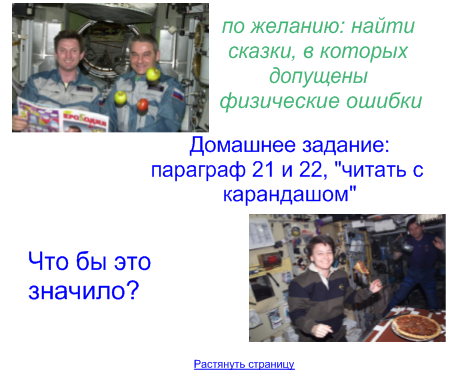 по желанию: найти
сказки, в которых
допущены
физические ошибки
Домашнее задание:
параграф 21 и 22, "читать с
карандашом"
Что бы это
значило?
Растянуть страницу